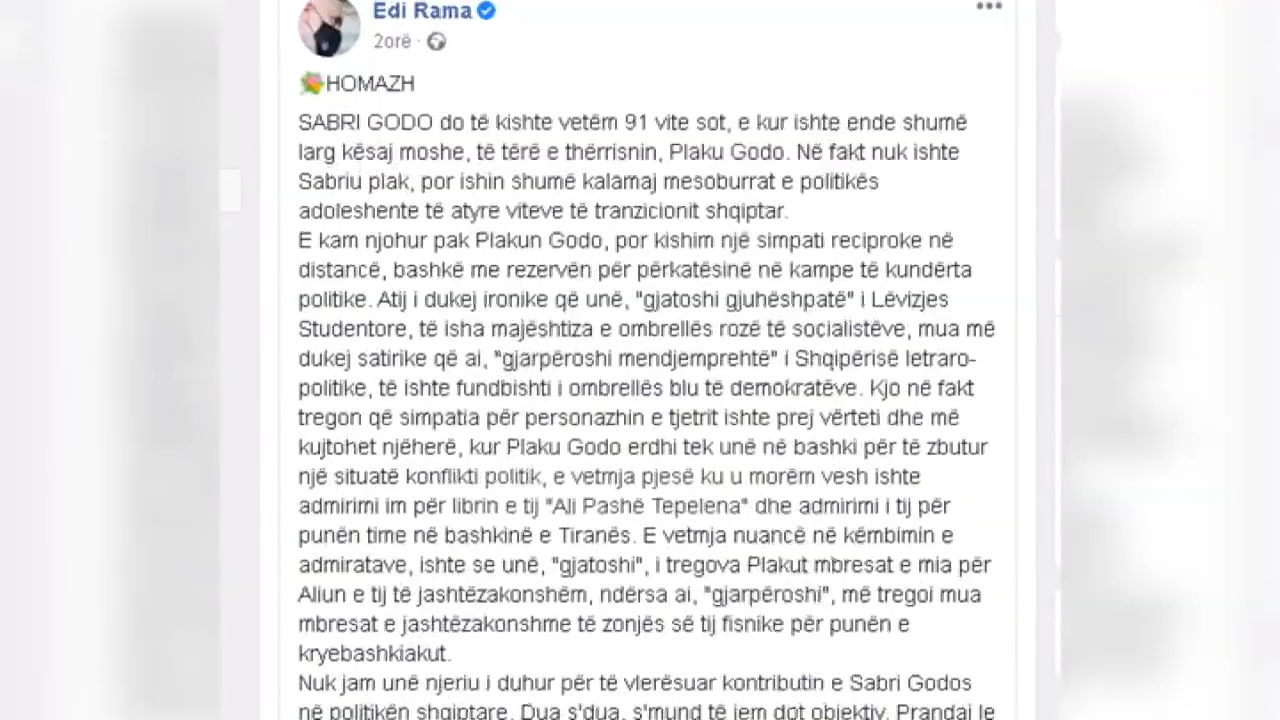 Edi Rama
2orë ·
HOMAZH
SABRI GODO do të kishte vetëm 91 vite sot, e kur ishte ende shumë
larg kësaj moshe, të tërë e thërrisnin, Plaku Godo. Në fakt nuk ishte
Sabriu plak, por ishin shumë kalamaj mesoburrat e politikës
adoleshente të atyre viteve të tranzicionit shqiptar.
E kam njohur pak Plakun Godo, por kishim një simpati reciproke në
distancë, bashkë me rezervën për përkatësinë në kampe të kundërta
politike. Atij i dukej ironike që unë, "gjatoshi gjuhëshpatë" i Lëvizjes
Studentore, të isha majështiza e ombrellës rozë të socialistëve, mua më
dukej satirike që ai, "gjarpëroshi mendjemprehtë" i Shqipërisë letraro-
politike, të ishte fundbishti i ombrellës blu të demokratëve. Kjo në fakt
tregon që simpatia për personazhin e tjetrit ishte prej vërteti dhe më
kujtohet njëherë, kur Plaku Godo erdhi tek unë në bashki për të zbutur
një situatë konflikti politik, e vetmja pjesë ku u morëm vesh ishte
admirimi im për librin e tij "Ali Pashë Tepelena" dhe admirimi i tij për
punën time në bashkinë e Tiranës. E vetmja nuancë në këmbimin e
admiratave, ishte se unë, "gjatoshi", i tregova Plakut mbresat e mia për
Aliun e tij të jashtëzakonshëm, ndërsa ai, "gjarpëroshi", më tregoi mua
mbresat e jashtëzakonshme të zonjës së tij fisnike për punën e
kryebashkiakut.
Nuk jam unë njeriu i duhur për të vlerësuar kontributin e Sabri Godos
në politikën shqiptare. Dua s'dua, s'mund të jem dot objektiv. Prandaj le